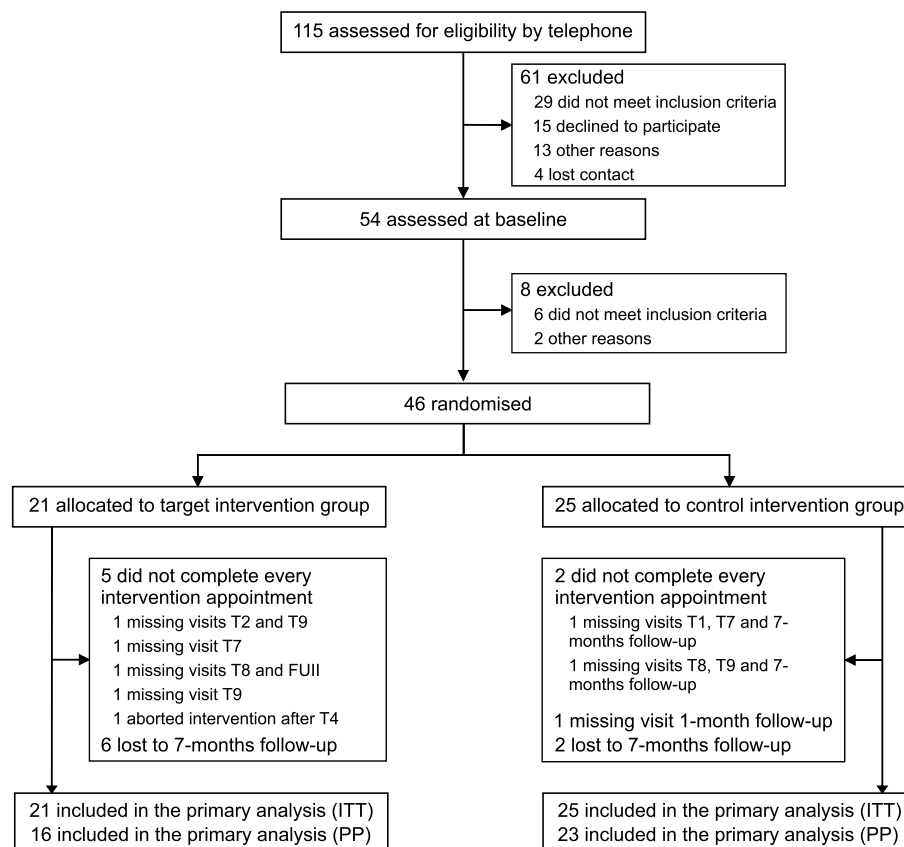 115 assessed for eligibility by telephone
61 excluded
29 did not meet inclusion criteria
15 declined to participate
13 other reasons
4 lost contact
54 assessed at baseline
8 excluded
6 did not meet inclusion criteria
2 other reasons
46 randomised
21 allocated to target intervention group
25 allocated to control intervention group
5 did not complete every
intervention appointment
1 missing visits T2 and T9
1 missing visit T7
1 missing visits T8 and FUII
1 missing visit T9
1 aborted intervention after T4
6 lost to 7-months follow-up
2 did not complete every
intervention appointment
1 missing visits T1, T7 and 7-
months follow-up
1 missing visits T8, T9 and 7-
months follow-up
1 missing visit 1-month follow-up
2 lost to 7-months follow-up
21 included in the primary analysis (ITT)
16 included in the primary analysis (PP)
25 included in the primary analysis (ITT)
23 included in the primary analysis (PP)